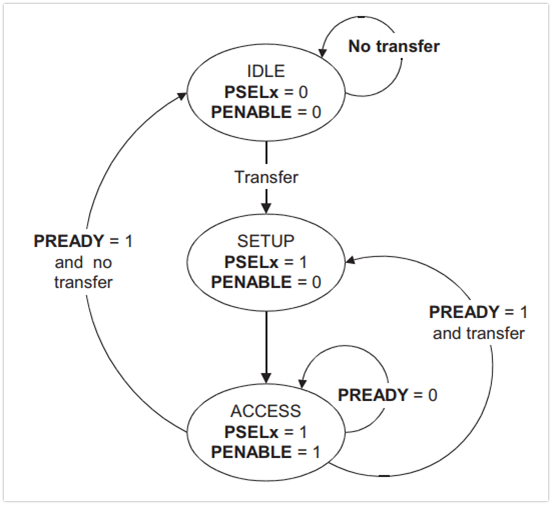 No transfer
IDLE
PSELx = 0
PENABLE = 0
Transfer
PREADY = 1
and no
transfer
SETUP
PSELx = 1
PENABLE = 0
PREADY = 1
and transfer
PREADY = 0
ACCESS
PSELx = 1
PENABLE = 1